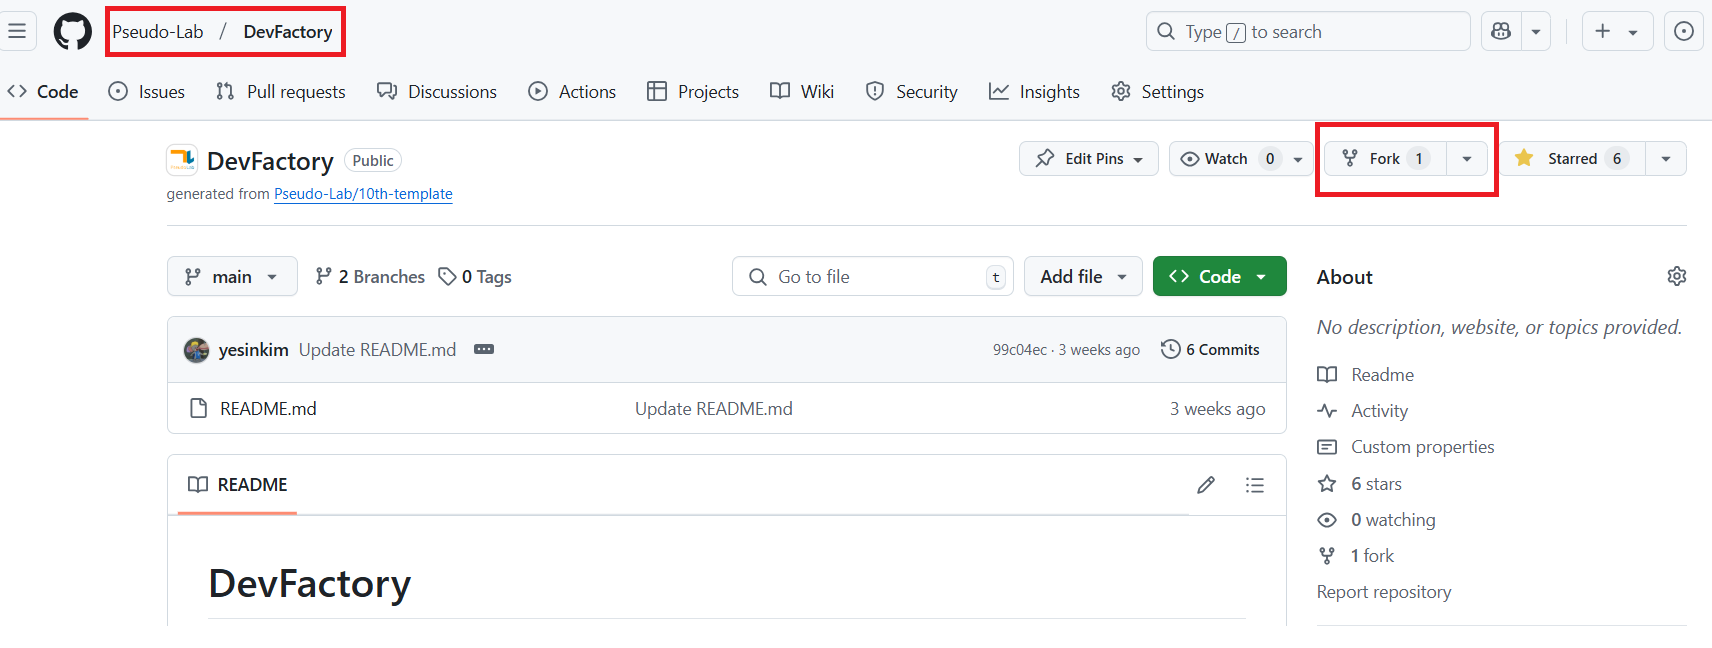 Pseudo-Lab / DevFactory
Type / to search
Code Issues Pull requests Discussions Actions Projects Wiki Security Insights Settings
DevFactory Public
Edit Pins Watch 0 Fork 1 Starred 6
generated from Pseudo-Lab/10th-template
main 2 Branches 0 Tags Go to file t Add file Code
About
No description, website, or topics provided.
yesinkim Update README.md 99c04ec · 3 weeks ago 6 Commits
README.md Update README.md 3 weeks ago
Readme
Activity
Custom properties
6 stars
0 watching
1 fork
Report repository
README
DevFactory